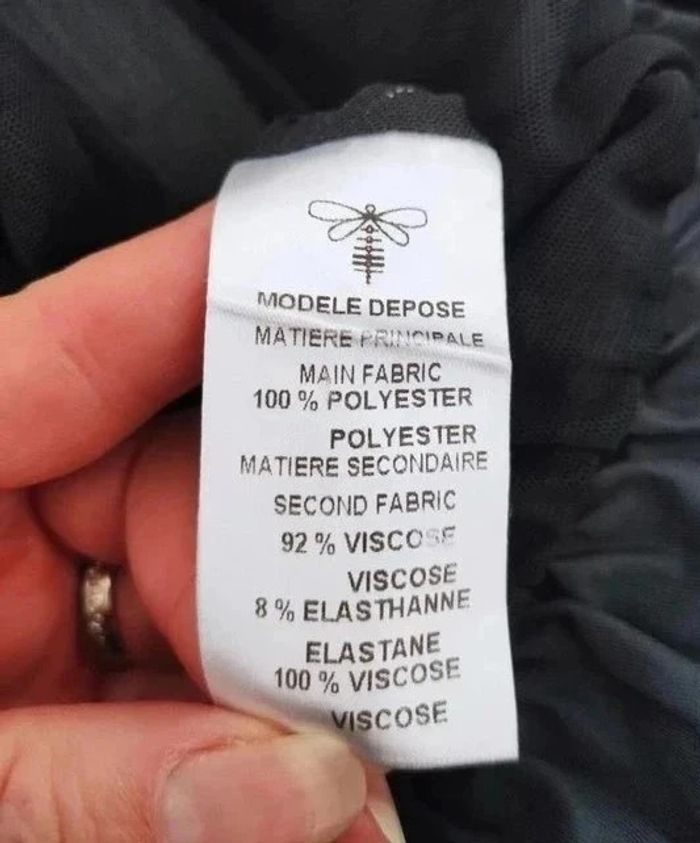 MODELE DEPOSE
MATIERE PRINCIPALE
MAIN FABRIC
100 % POLYESTER
POLYESTER
MATIERE SECONDAIRE
SECOND FABRIC
92 % VISCOSE
VISCOSE
8 % ELASTHANNE
ELASTANE
100 % VISCOSE
VISCOSE